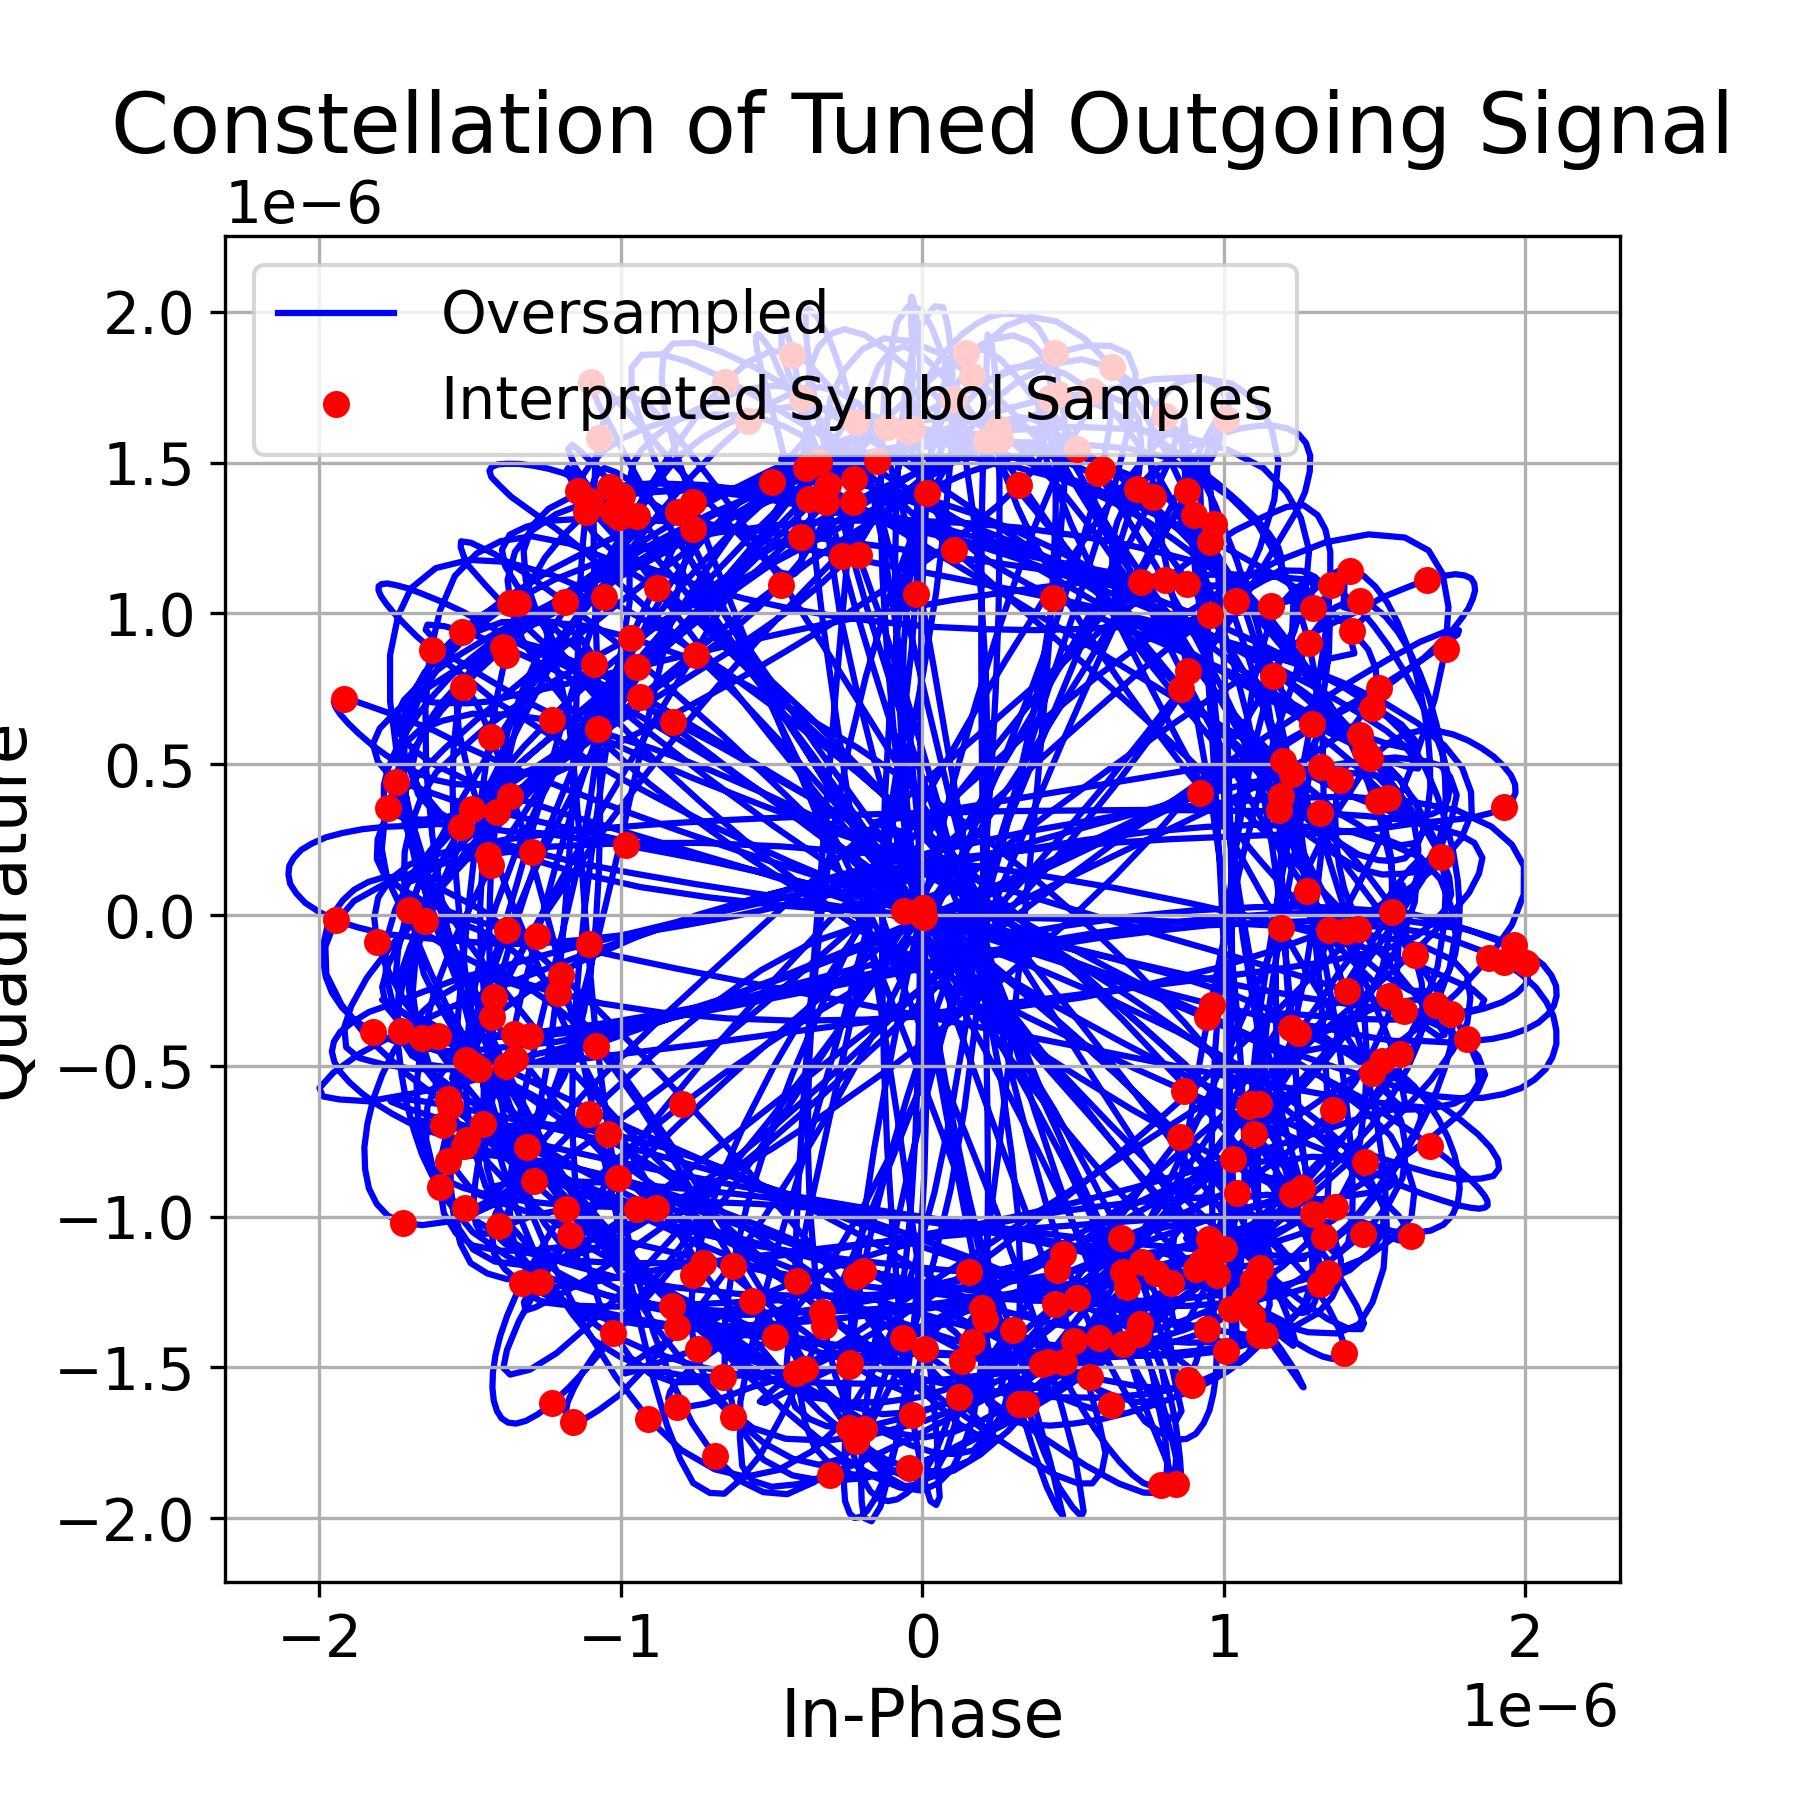 Constellation of Tuned Outgoing Signal
1e−6
Oversampled
Interpreted Symbol Samples
2.0
1.5
1.0
0.5
0.0
−0.5
−1.0
−1.5
−2.0
Quadrature
−2 −1 0 1 2
1e−6
In-Phase